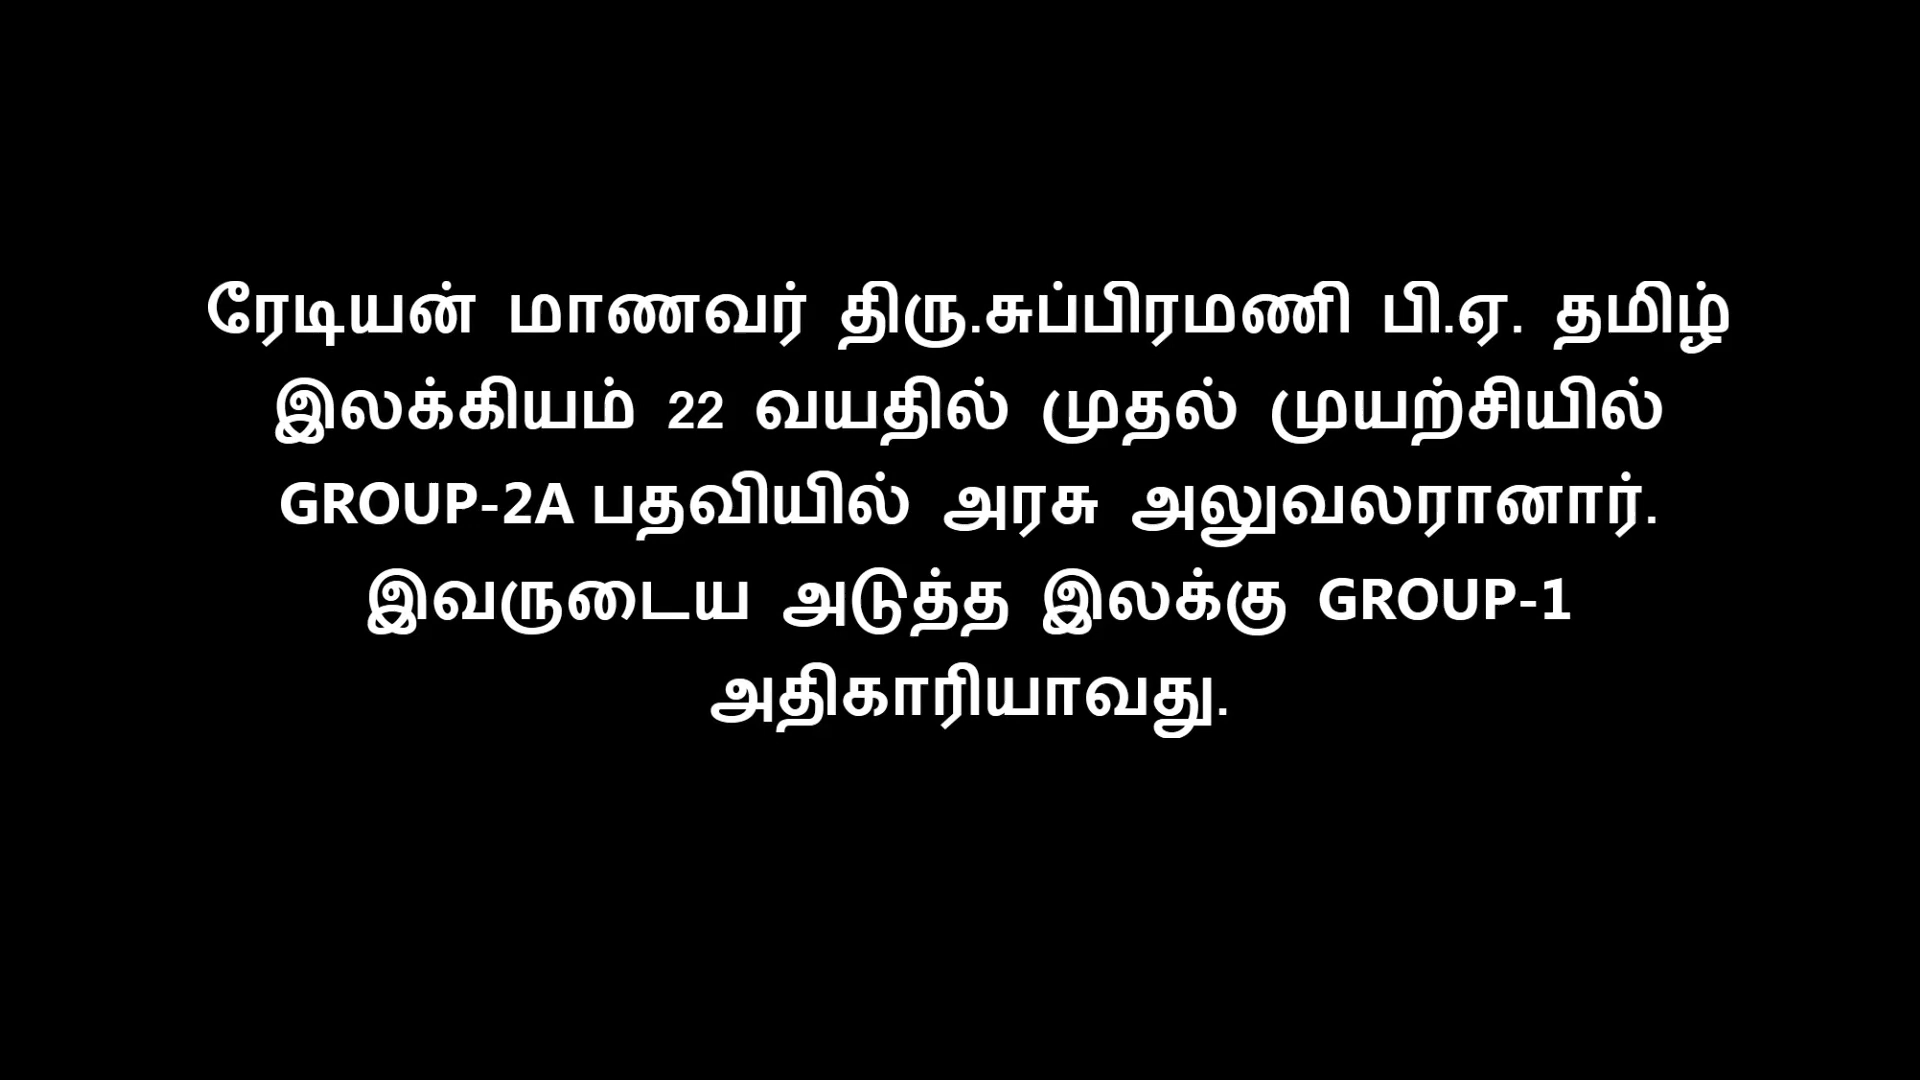 ரேடியன் மாணவர் திரு.சுப்பிரமணி பி.ஏ. தமிழ்
இலக்கியம் 22 வயதில் முதல் முயற்சியில்
GROUP-2A பதவியில் அரசு அலுவலரானார்.
இவருடைய அடுத்த இலக்கு GROUP-1
அதிகாரியாவது.